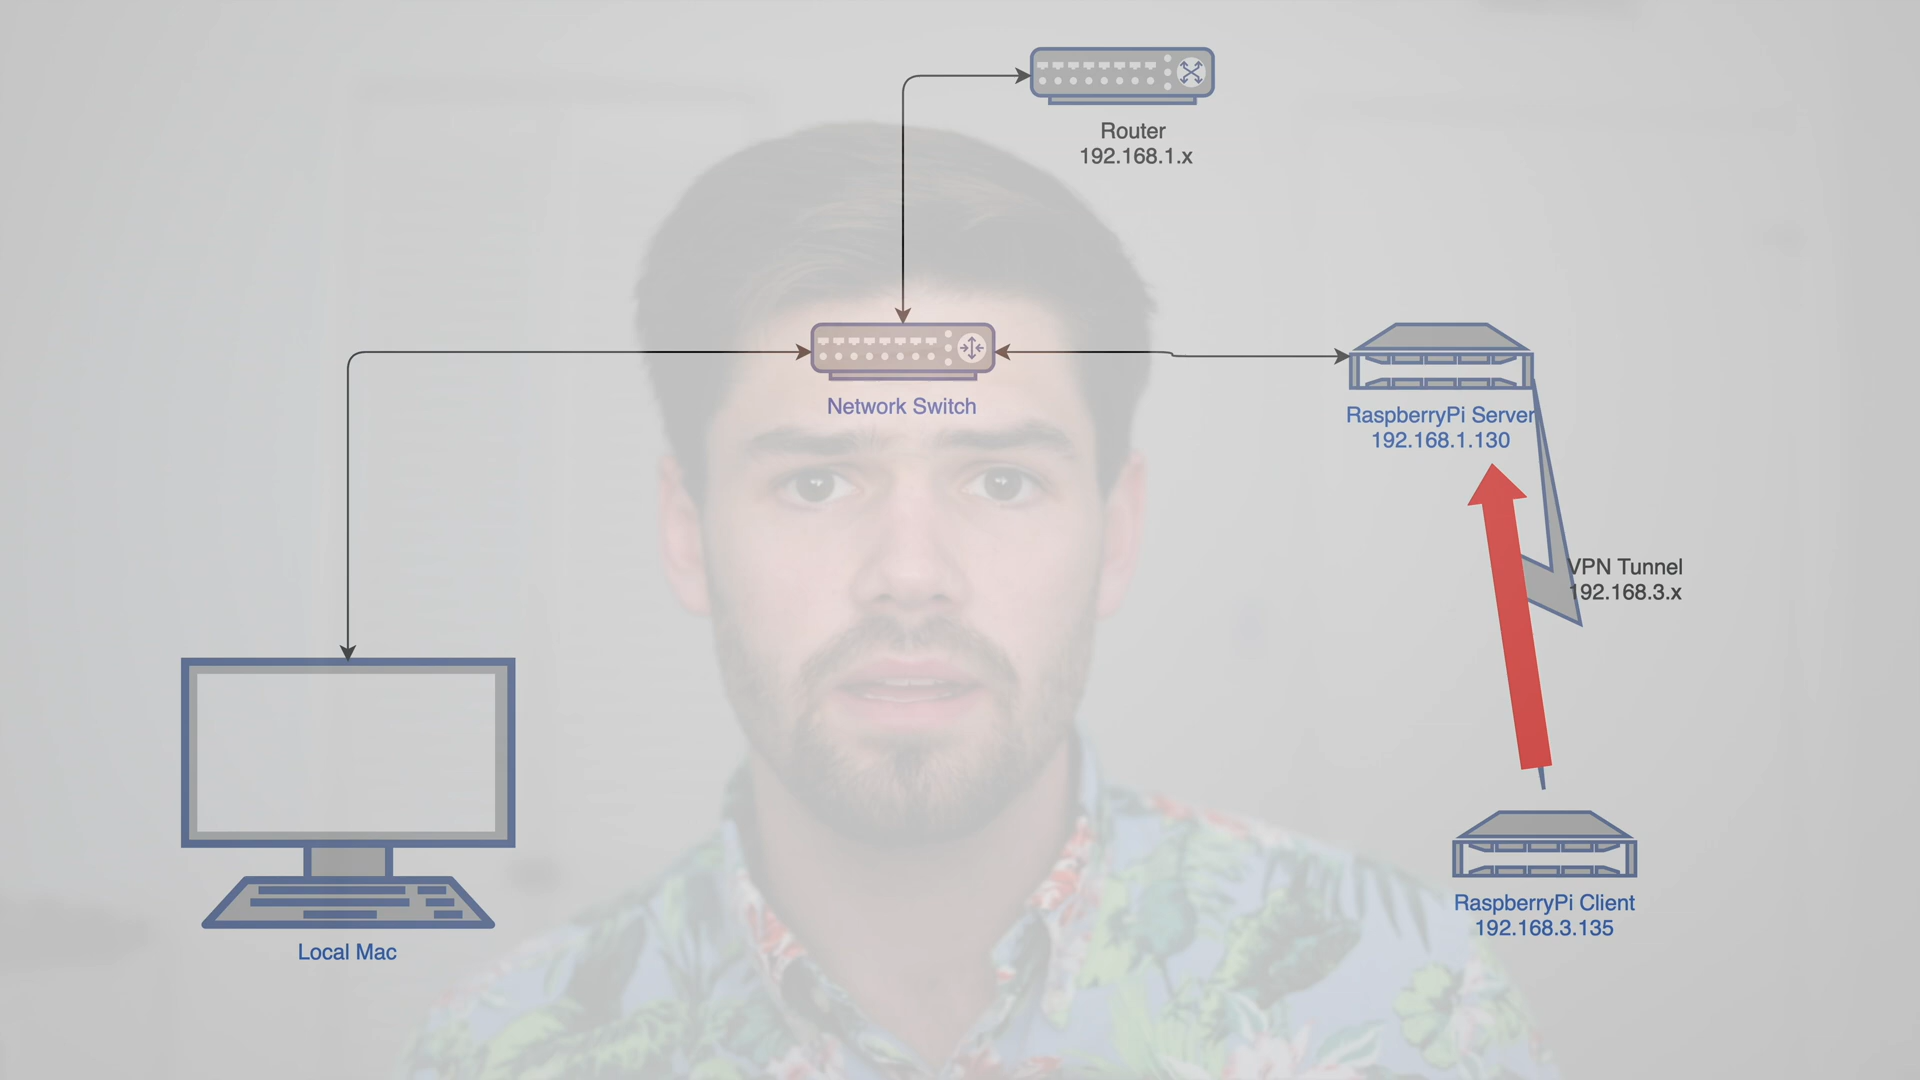 Router
192.168.1.x
Network Switch
RaspberryPi Server
192.168.1.130
VPN Tunnel
192.168.3.x
RaspberryPi Client
192.168.3.135
Local Mac